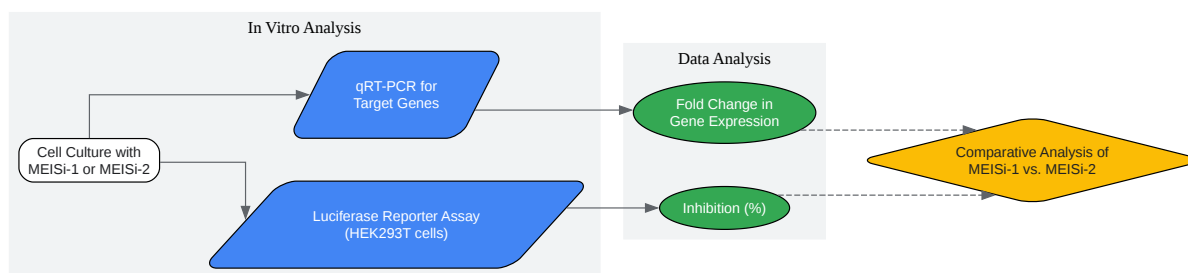 In Vitro Analysis
qRT-PCR for
Target Genes
Cell Culture with
MEISi-1 or MEISi-2
Luciferase Reporter Assay
(HEK293T cells)
Data Analysis
Fold Change in
Gene Expression
Inhibition (%)
Comparative Analysis of
MEISi-1 vs. MEISi-2